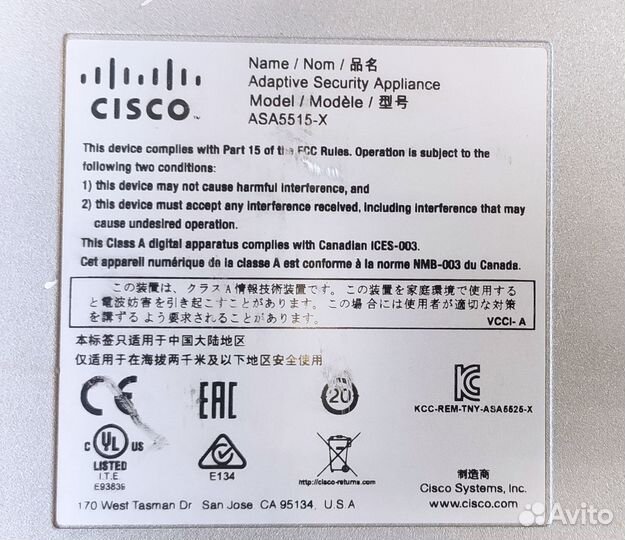 CISCO
Name / Nom / 品名
Adaptive Security Appliance
Model / Modèle / 型号
ASA5515-X
This device complies with Part 15 of the FCC Rules. Operation is subject to the
following two conditions:
1) this device may not cause harmful interference, and
2) this device must accept any interference received, including interference that may
cause undesired operation.
This Class A digital apparatus complies with Canadian ICES-003.
Cet appareil numérique de la classe A est conforme à la norme NMB-003 du Canada.
この装置は、クラスA情報技術装置です。この装置を家庭環境で使用する
と電波妨害を引き起こすことがあります。この場合には使用者が適切な対策
を講ずるよう要求されることがあります。
VCCI- A
本标签只适用于中国大陆地区
仅适用于在海拔两千米及以下地区安全使用
CE
EAC
20
KC
KCC-REM-TNY-ASA5525-X
c UL us
LISTED
I.T.E
E93839
E134
http://cisco-returns.com
制造商
Cisco Systems, Inc.
www.cisco.com
170 West Tasman Dr San Jose CA 95134, U.S.A
Avito